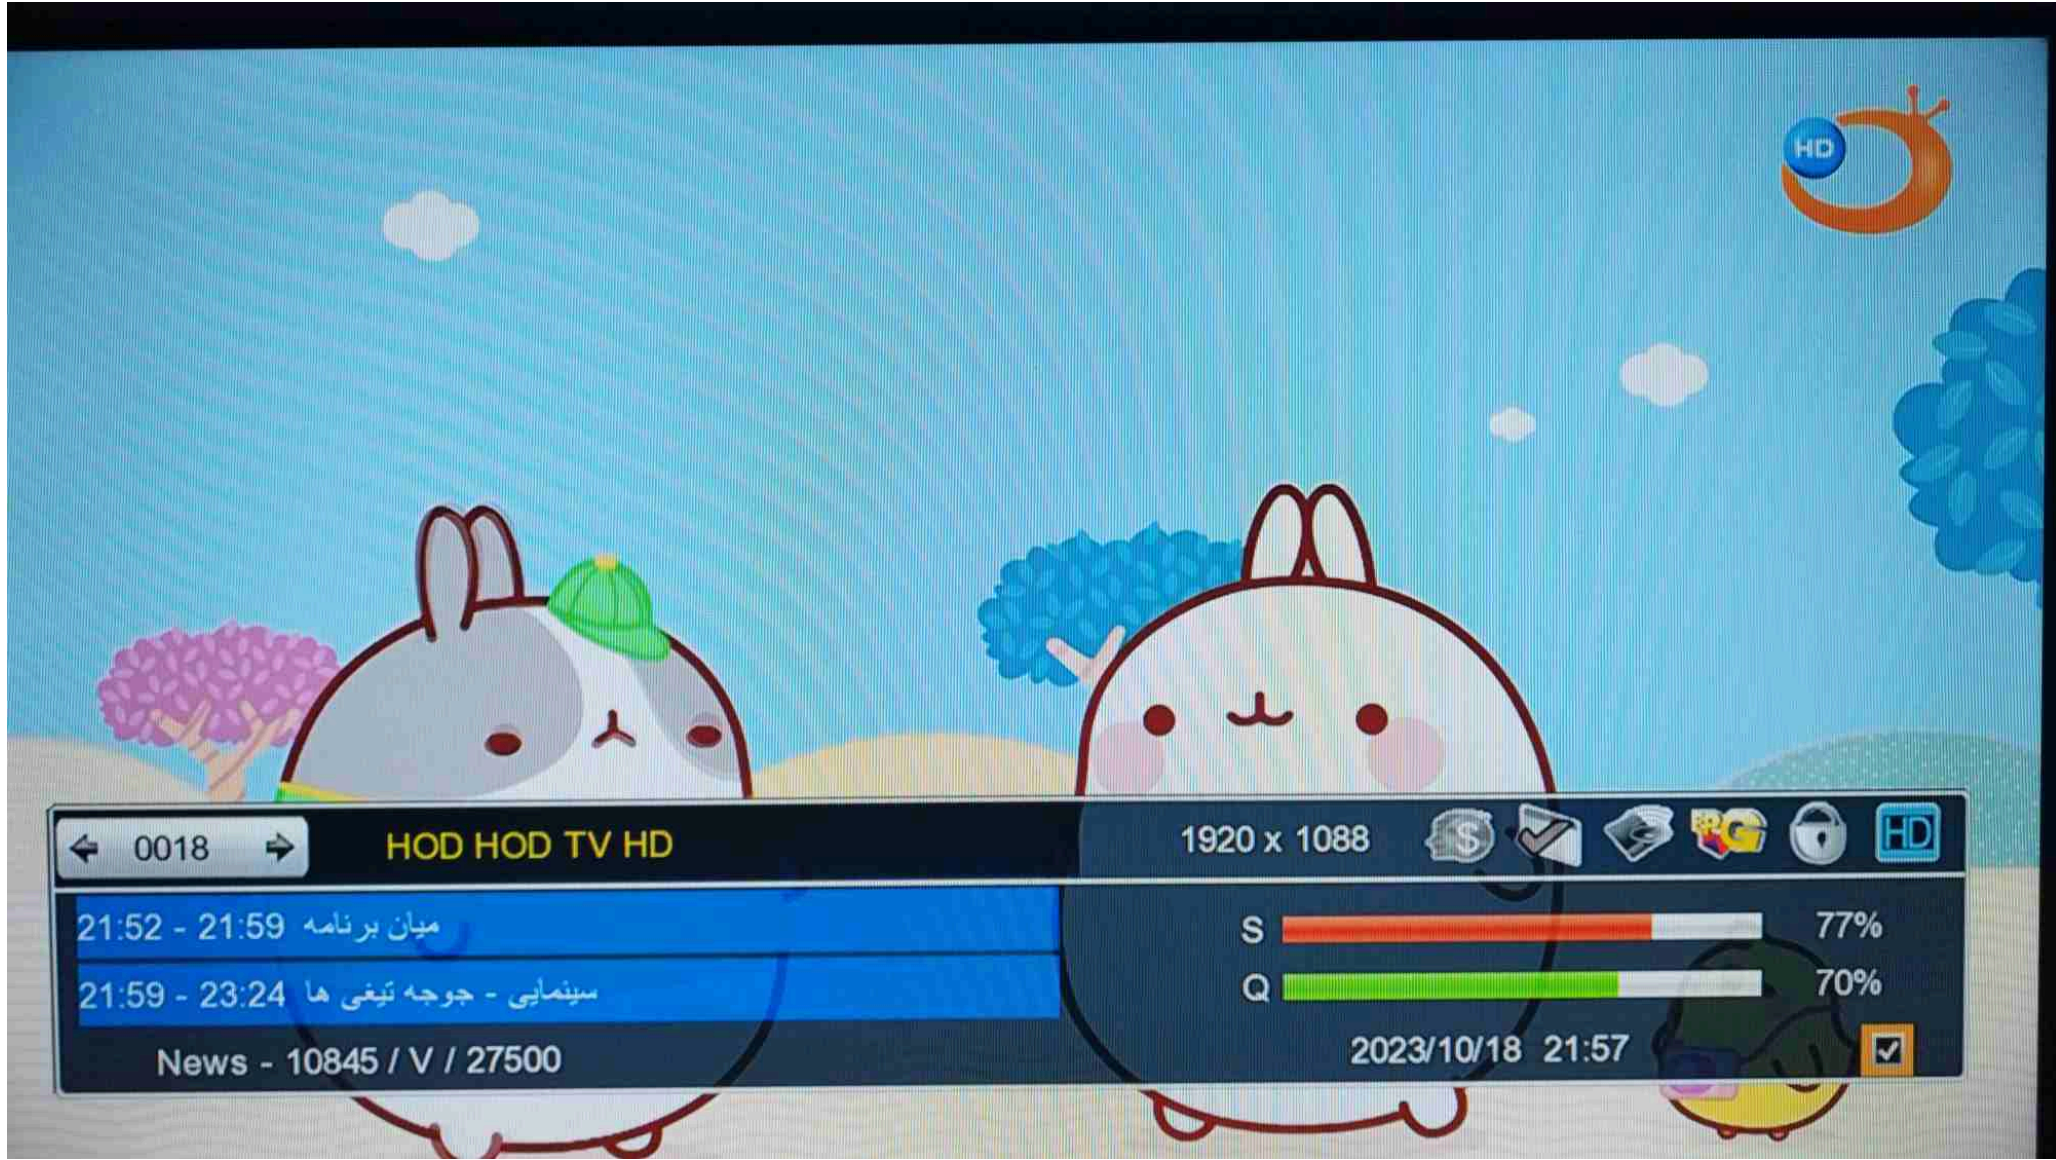 HD
0018
HOD HOD TV HD
1920 x 1088
$
G
HD
21:52 - 21:59 میان برنامه
S 77%
21:59 - 23:24 سینمایی - جوجه تیغی ها
Q 70%
News - 10845 / V / 27500
2023/10/18 21:57